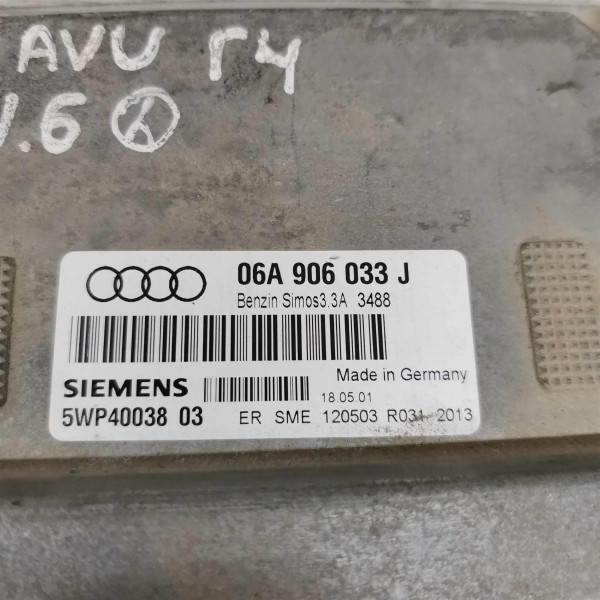 AVU г4
1.6 A
06A 906 033 J
Benzin Simos3.3A 3488
Made in Germany
SIEMENS 18.05.01
5WP40038 03 ER SME 120503 R031 2013